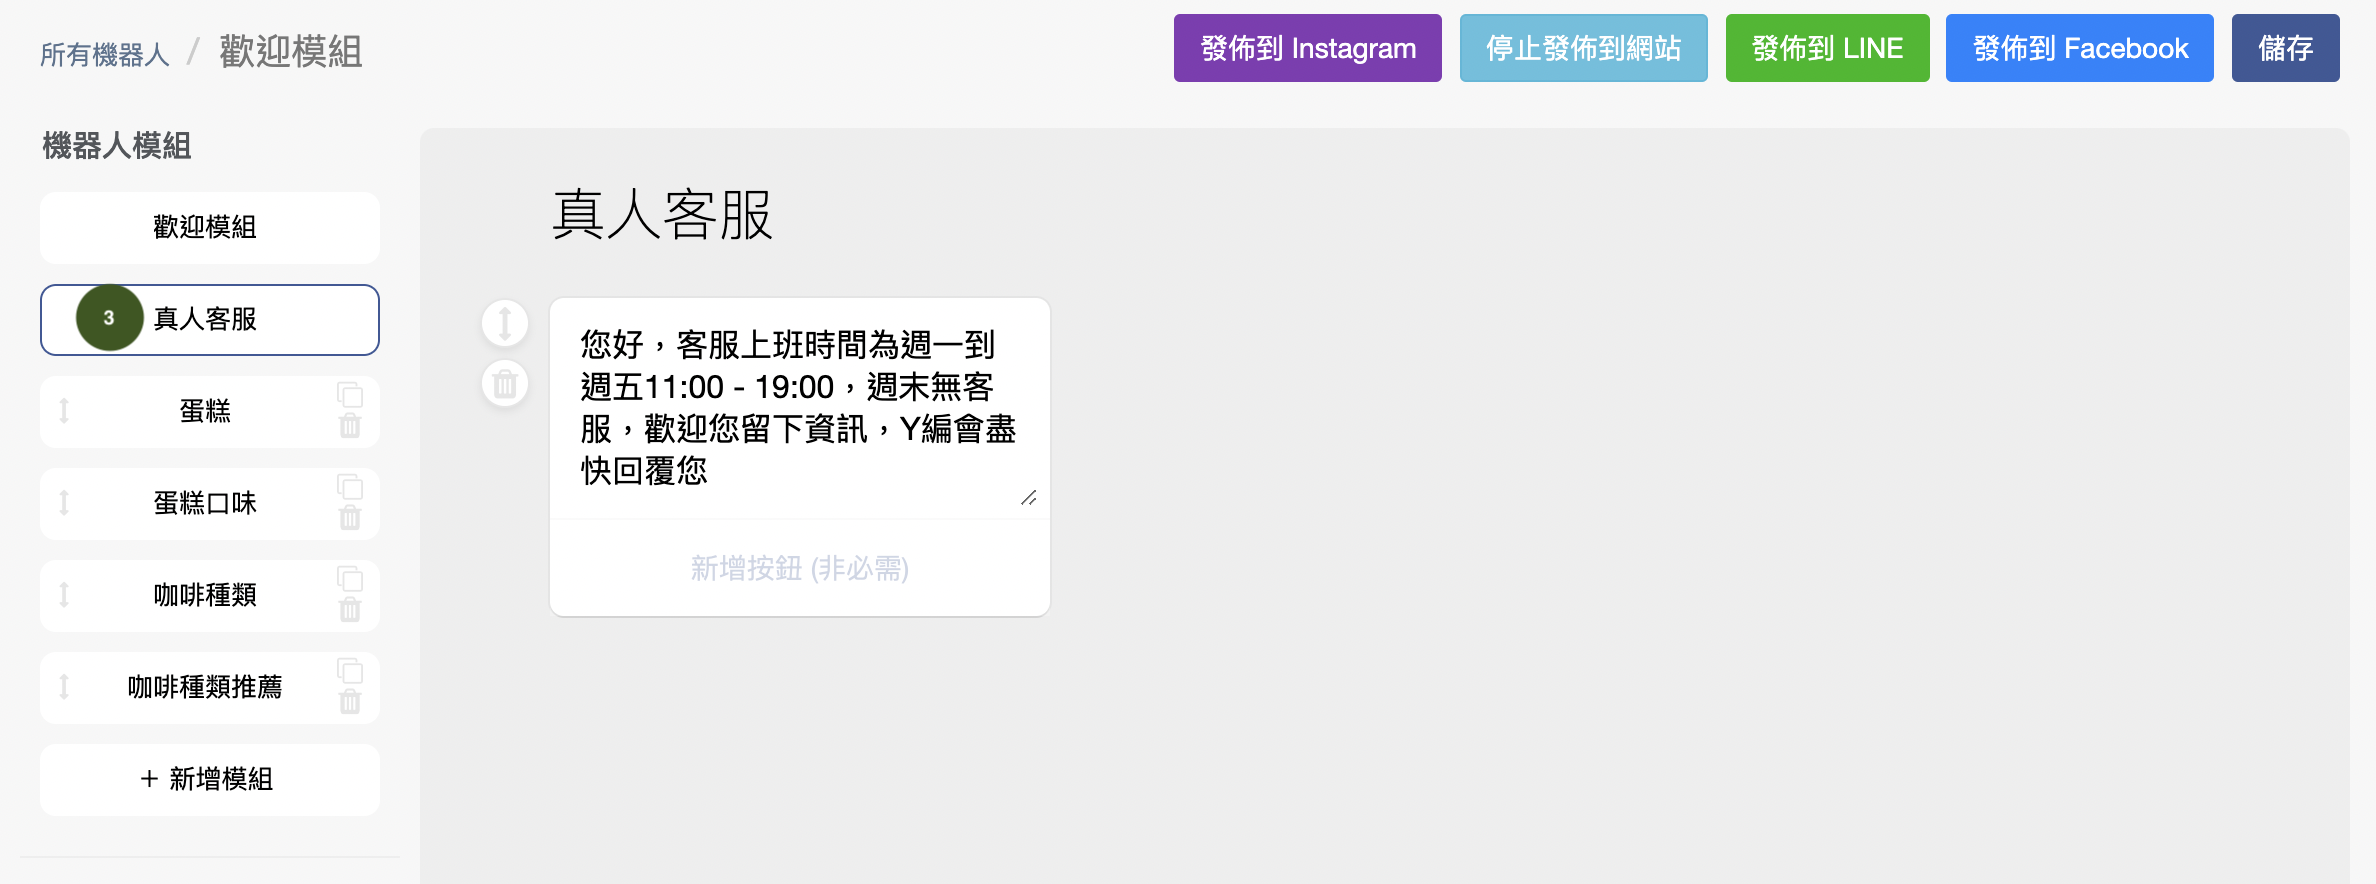 所有機器人 / 歡迎模組
發佈到 Instagram
停止發佈到網站
發佈到 LINE
發佈到 Facebook
儲存
機器人模組
歡迎模組
3 真人客服
蛋糕
蛋糕口味
咖啡種類
咖啡種類推薦
+ 新增模組
真人客服
您好，客服上班時間為週一到
週五11:00 - 19:00，週末無客
服，歡迎您留下資訊，Y編會盡
快回覆您
新增按鈕 (非必需)